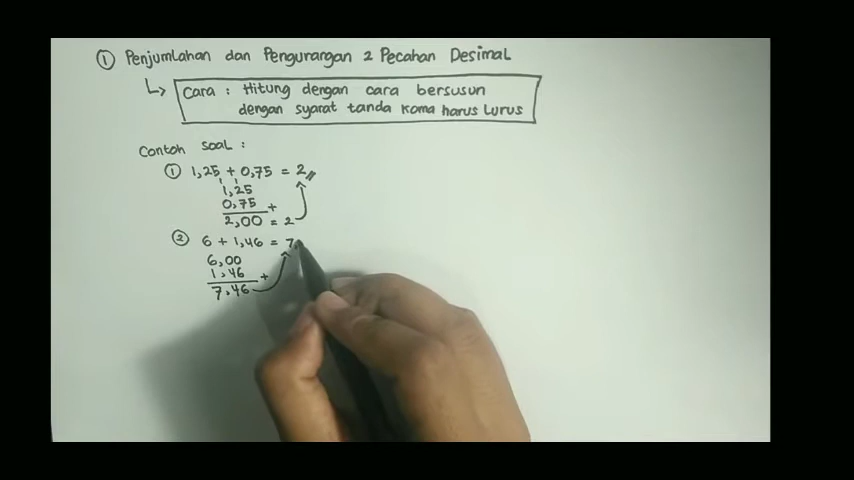 ① Penjumlahan dan Pengurangan 2 Pecahan Desimal
↳ Cara : Hitung dengan cara bersusun
dengan syarat tanda koma harus lurus
Contoh soal :
① 1,25 + 0,75 = 2//
1 1
1,25
0,75 +
2,00 = 2
② 6 + 1,46 = 7,
6,00
1,46 +
7,46